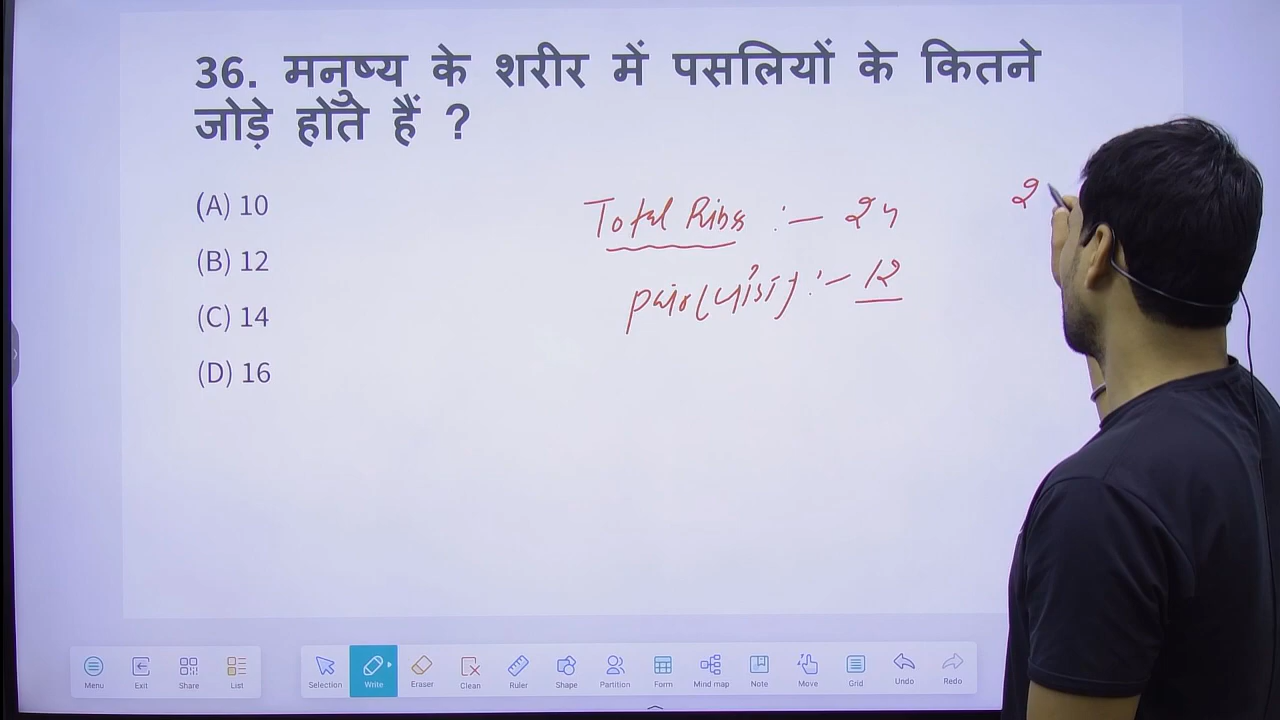 36. मनुष्य के शरीर में पसलियों के कितने
जोड़े होते हैं ?
(A) 10
(B) 12
(C) 14
(D) 16
Total Ribs :- 24
:- 12
2
Menu
Exit
Share
List
Selection
Write
Eraser
Clean
Ruler
Shape
Partition
Form
Mind map
Note
Move
Grid
Undo
Redo